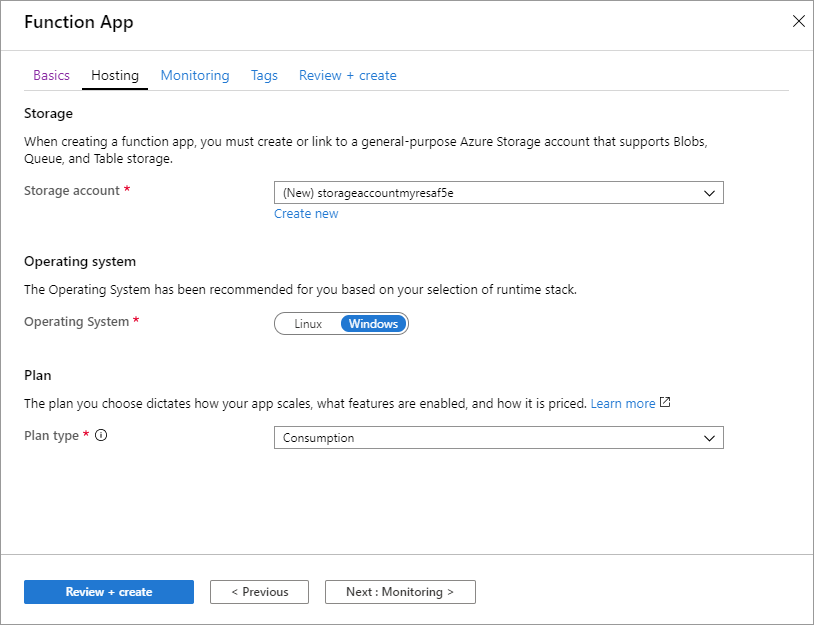 Function App
Basics Hosting Monitoring Tags Review + create
Storage
When creating a function app, you must create or link to a general-purpose Azure Storage account that supports Blobs,
Queue, and Table storage.
Storage account * (New) storageaccountmyresaf5e
Create new
Operating system
The Operating System has been recommended for you based on your selection of runtime stack.
Operating System * Linux Windows
Plan
The plan you choose dictates how your app scales, what features are enabled, and how it is priced. Learn more
Plan type * Consumption
Review + create < Previous Next : Monitoring >